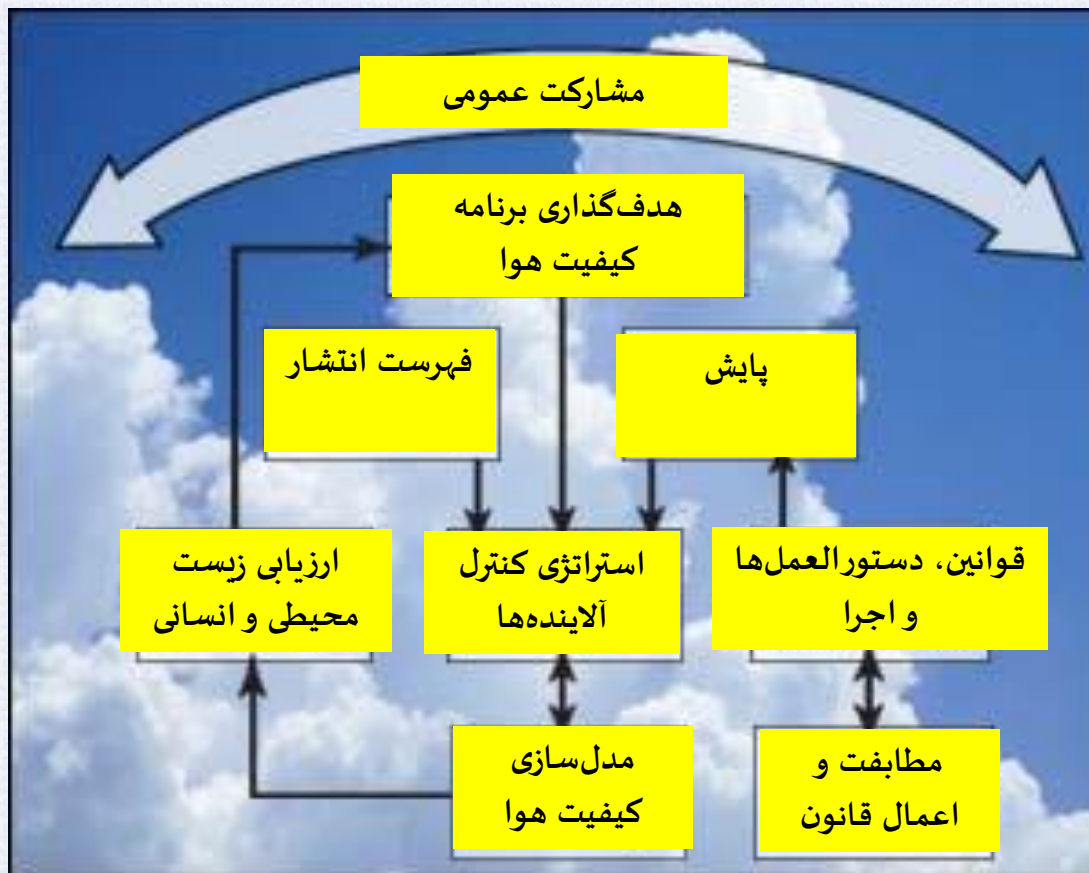 مشارکت عمومی
هدف‌گذاری برنامه
کیفیت هوا
پایش
فهرست انتشار
قوانین، دستورالعمل‌ها
و اجرا
استراتژی کنترل
آلاینده‌ها
ارزیابی زیست
محیطی و انسانی
مطابفت و
اعمال قانون
مدل‌سازی
کیفیت هوا